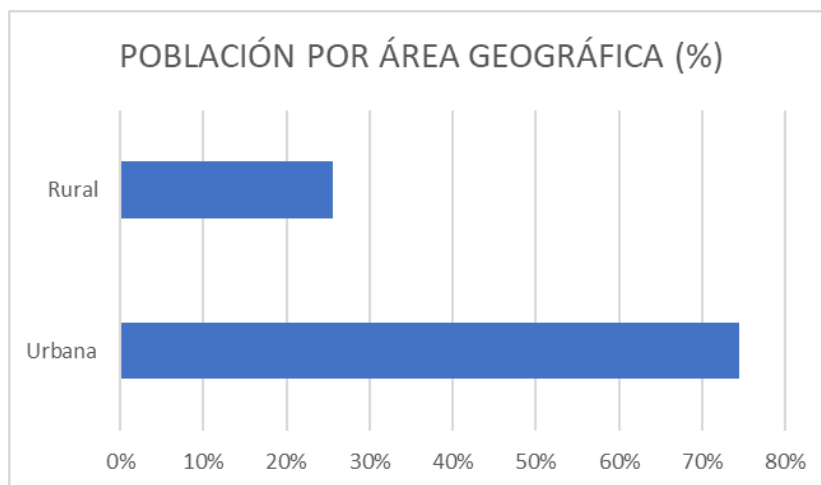 POBLACIÓN POR ÁREA GEOGRÁFICA (%)
Rural
Urbana
0% 10% 20% 30% 40% 50% 60% 70% 80%